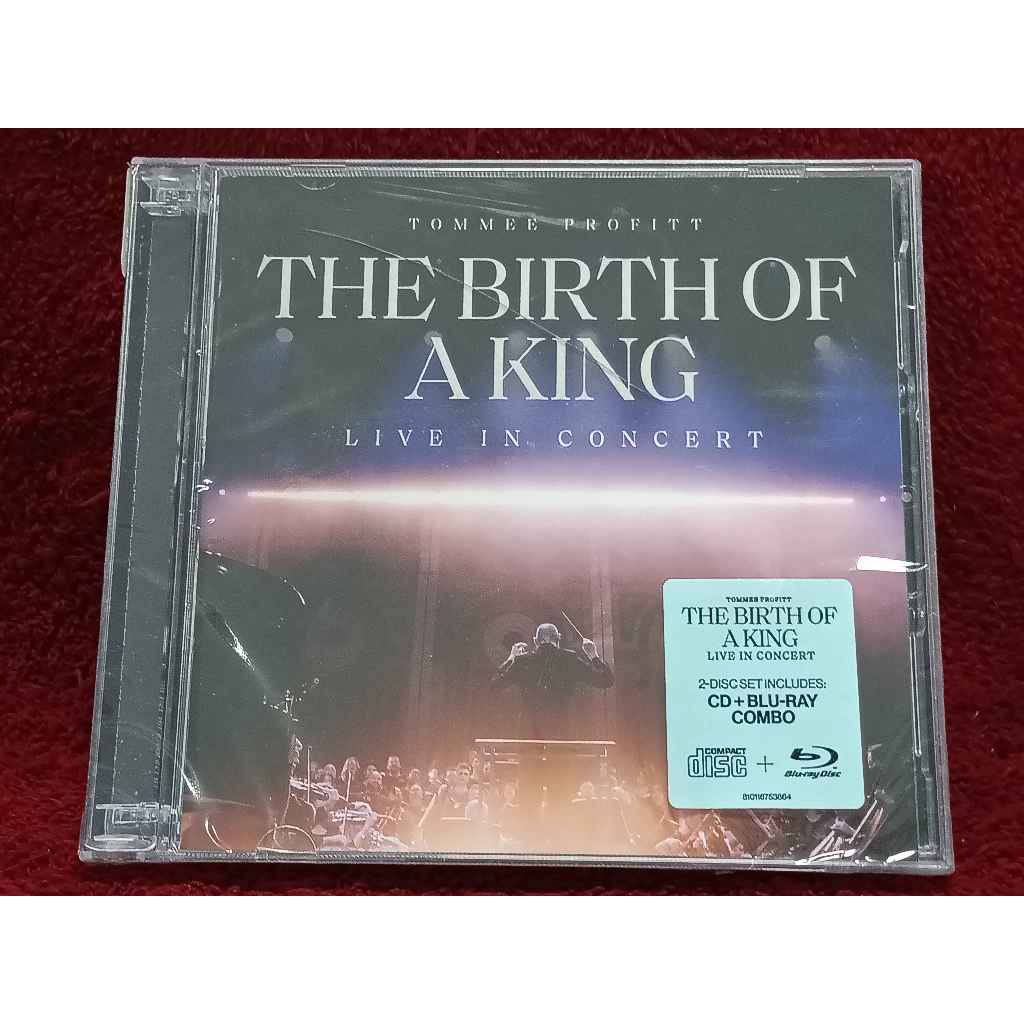 TOMMEE PROFITT
THE BIRTH OF
A KING
LIVE IN CONCERT
TOMMEE PROFITT
THE BIRTH OF
A KING
LIVE IN CONCERT
2-DISC SET INCLUDES:
CD + BLU-RAY
COMBO
COMPACT
disc + Blu-ray Disc
810116753864